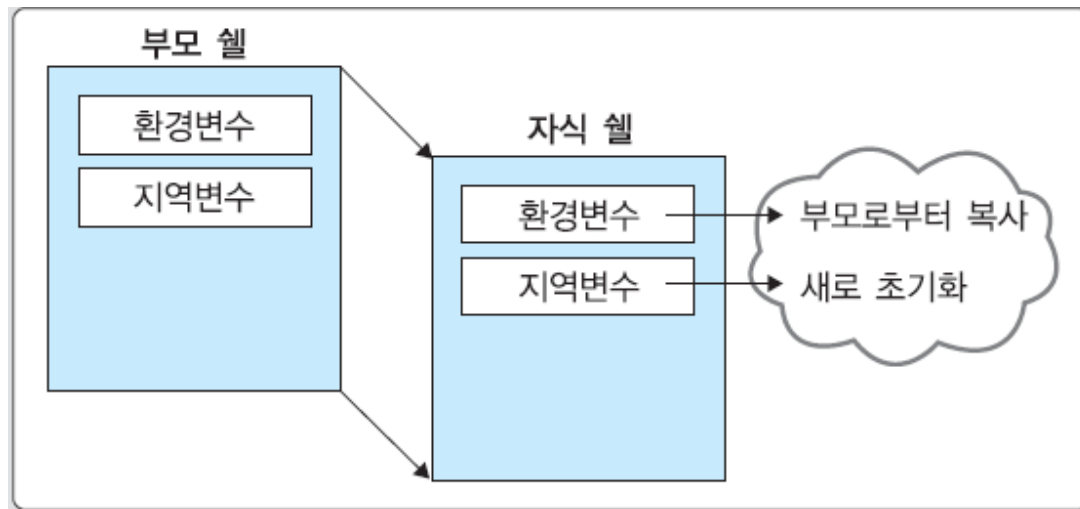 부모 쉘
환경변수
지역변수
자식 쉘
환경변수
지역변수
부모로부터 복사
새로 초기화